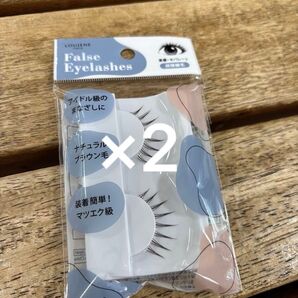 False
Eyelashes
アイドル級の
まなざしに
×2
ナチュラル
ブラウン毛
装着簡単！
マツエク級